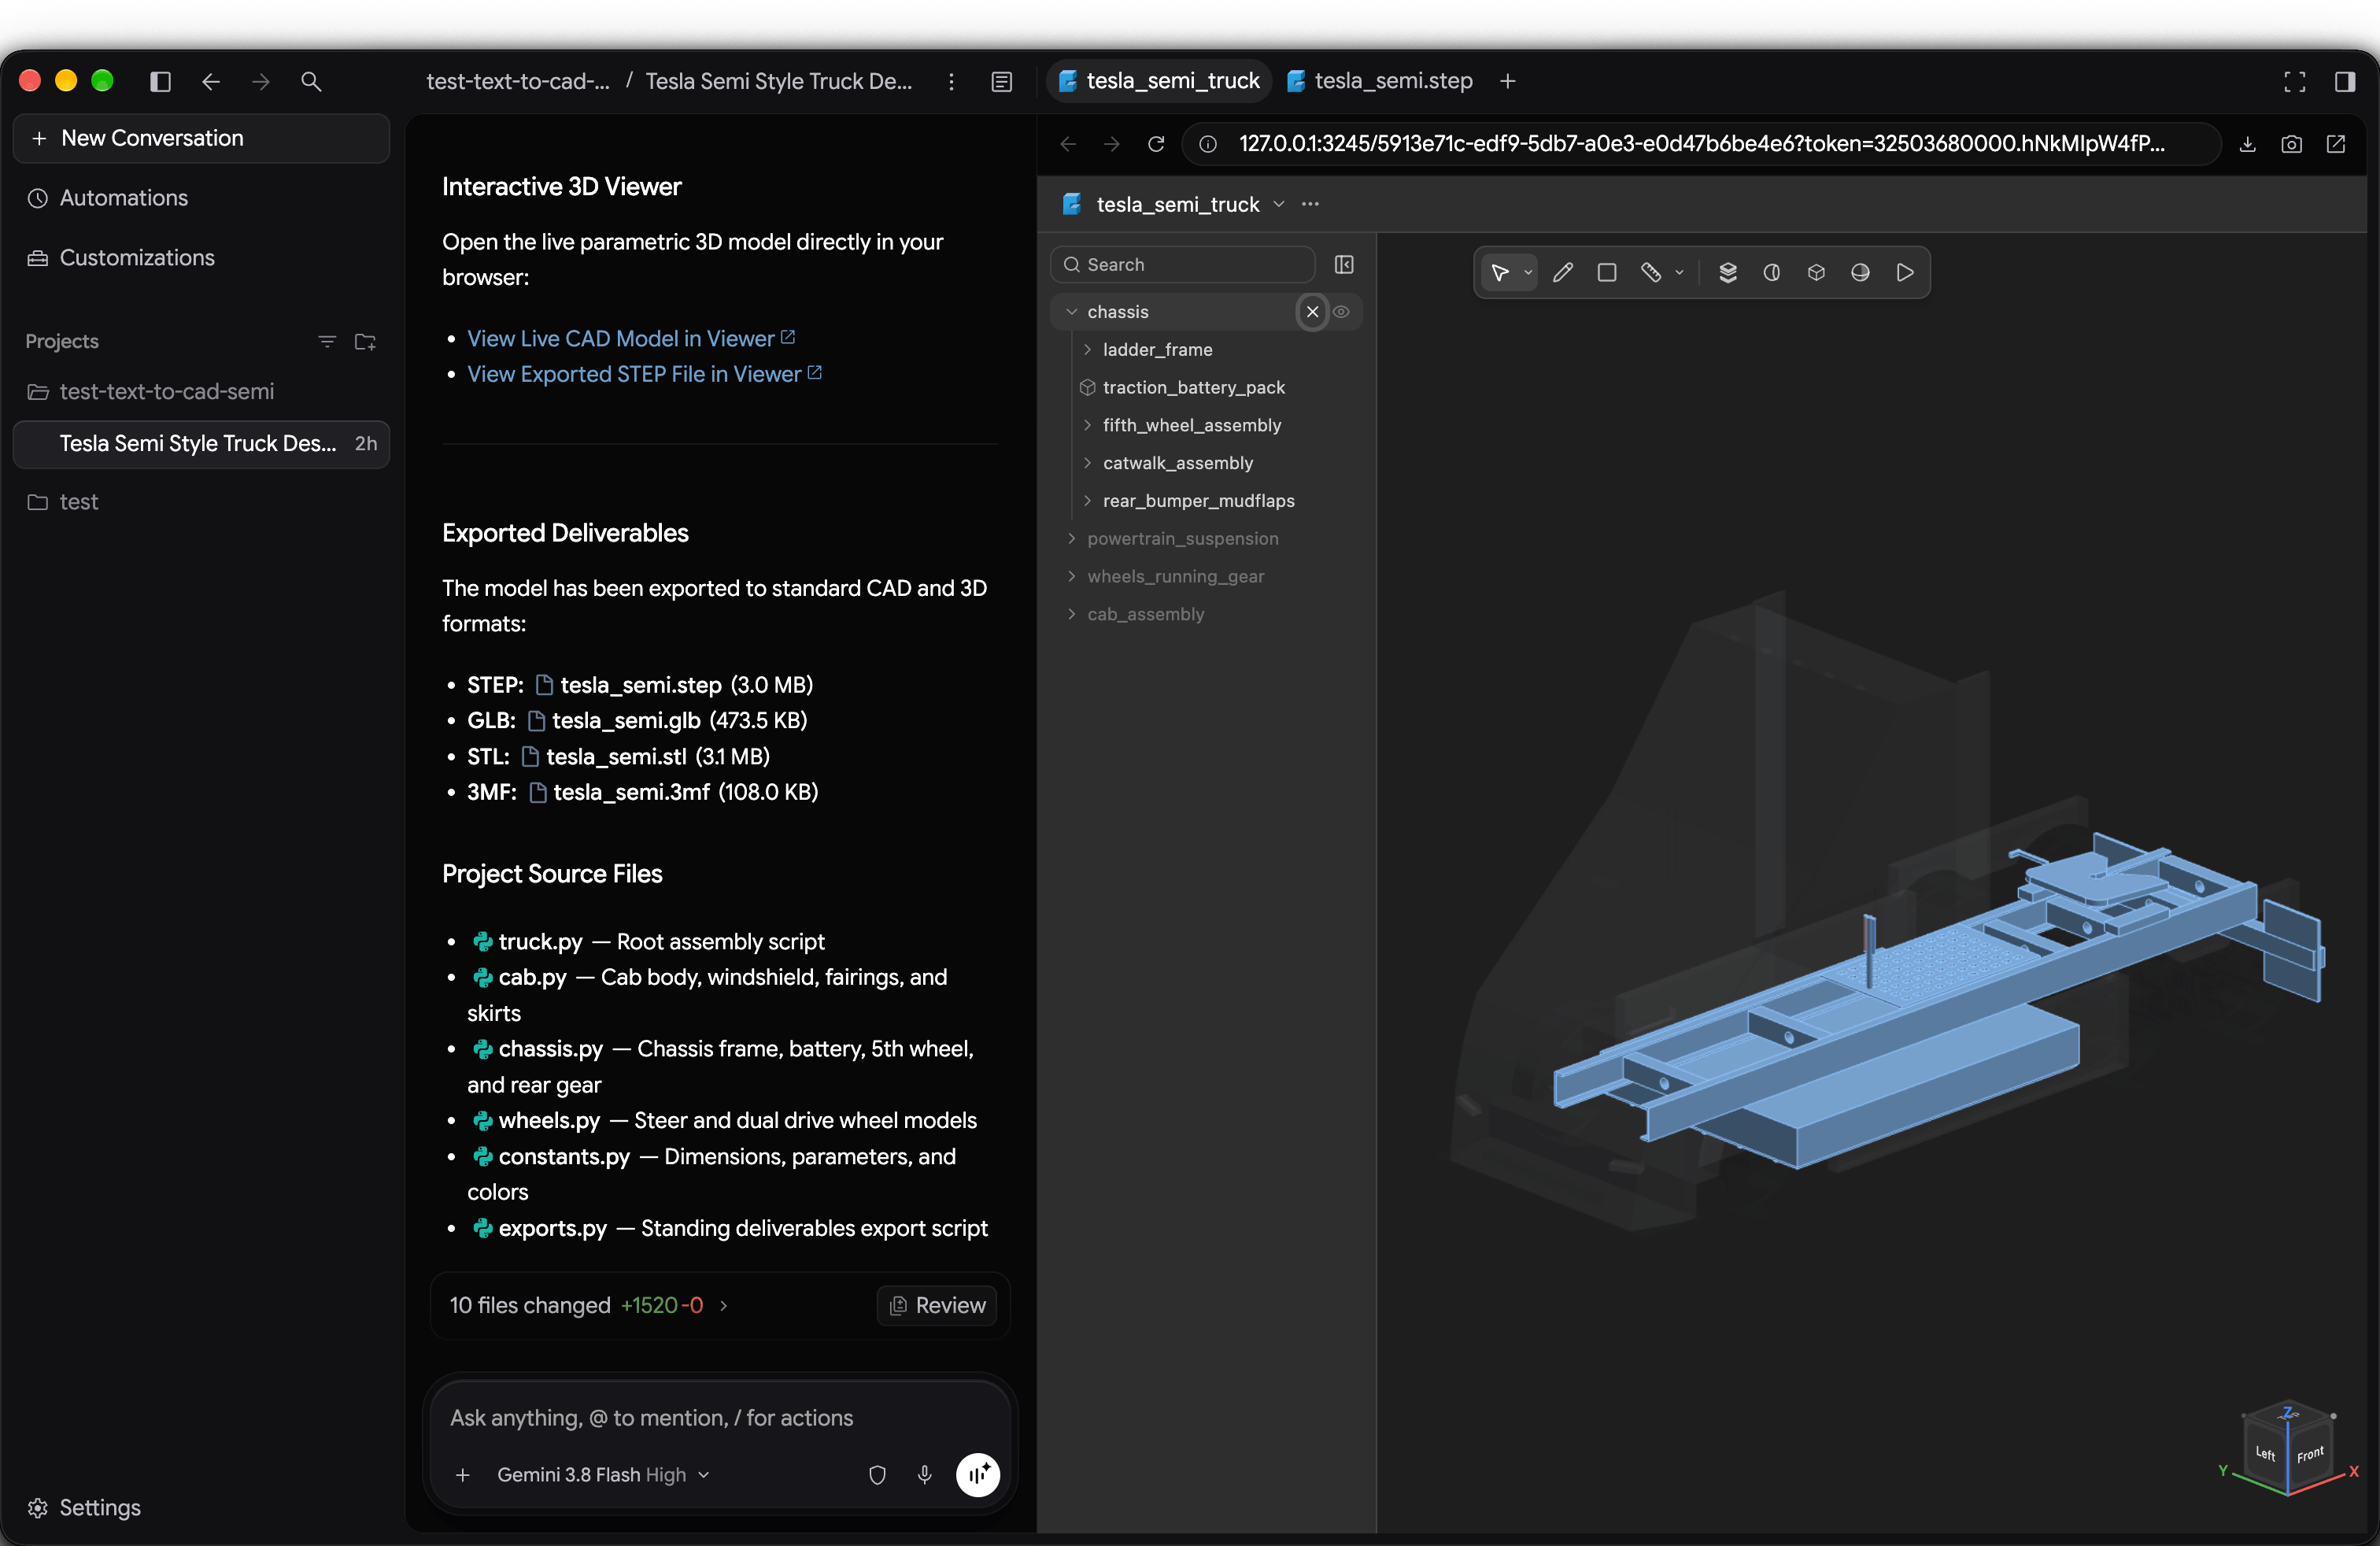 test-text-to-cad-... / Tesla Semi Style Truck De...
tesla_semi_truck
tesla_semi.step
New Conversation
Automations
Customizations
Projects
test-text-to-cad-semi
Tesla Semi Style Truck Des... 2h
test
Settings
Interactive 3D Viewer
Open the live parametric 3D model directly in your
browser:
• View Live CAD Model in Viewer
• View Exported STEP File in Viewer
Exported Deliverables
The model has been exported to standard CAD and 3D
formats:
• STEP: tesla_semi.step (3.0 MB)
• GLB: tesla_semi.glb (473.5 KB)
• STL: tesla_semi.stl (3.1 MB)
• 3MF: tesla_semi.3mf (108.0 KB)
Project Source Files
• truck.py — Root assembly script
• cab.py — Cab body, windshield, fairings, and
skirts
• chassis.py — Chassis frame, battery, 5th wheel,
and rear gear
• wheels.py — Steer and dual drive wheel models
• constants.py — Dimensions, parameters, and
colors
• exports.py — Standing deliverables export script
10 files changed +1520 -0
Review
Ask anything, @ to mention, / for actions
Gemini 3.8 Flash High
127.0.0.1:3245/5913e71c-edf9-5db7-a0e3-e0d47b6be4e6?token=32503680000.hNkMIpW4fP...
tesla_semi_truck
Search
chassis
ladder_frame
traction_battery_pack
fifth_wheel_assembly
catwalk_assembly
rear_bumper_mudflaps
powertrain_suspension
wheels_running_gear
cab_assembly
Z
Left
Front
Y
X